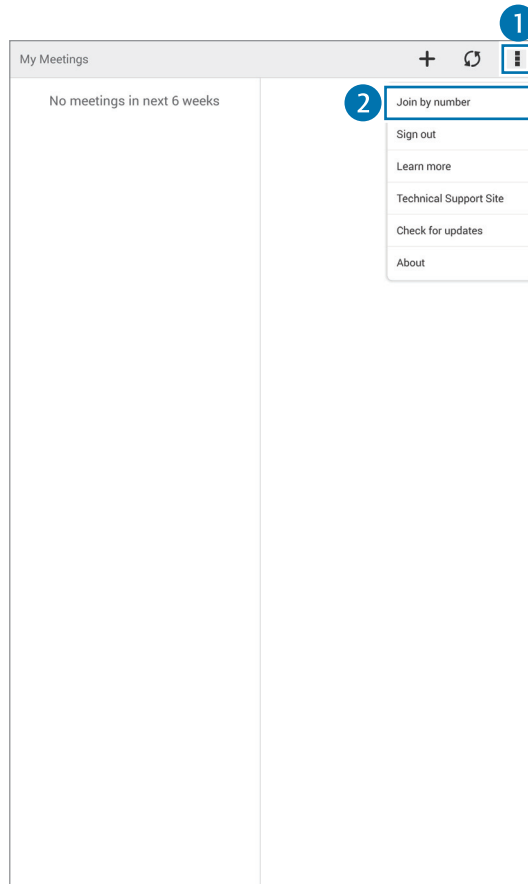 1
My Meetings
No meetings in next 6 weeks
2
Join by number
Sign out
Learn more
Technical Support Site
Check for updates
About